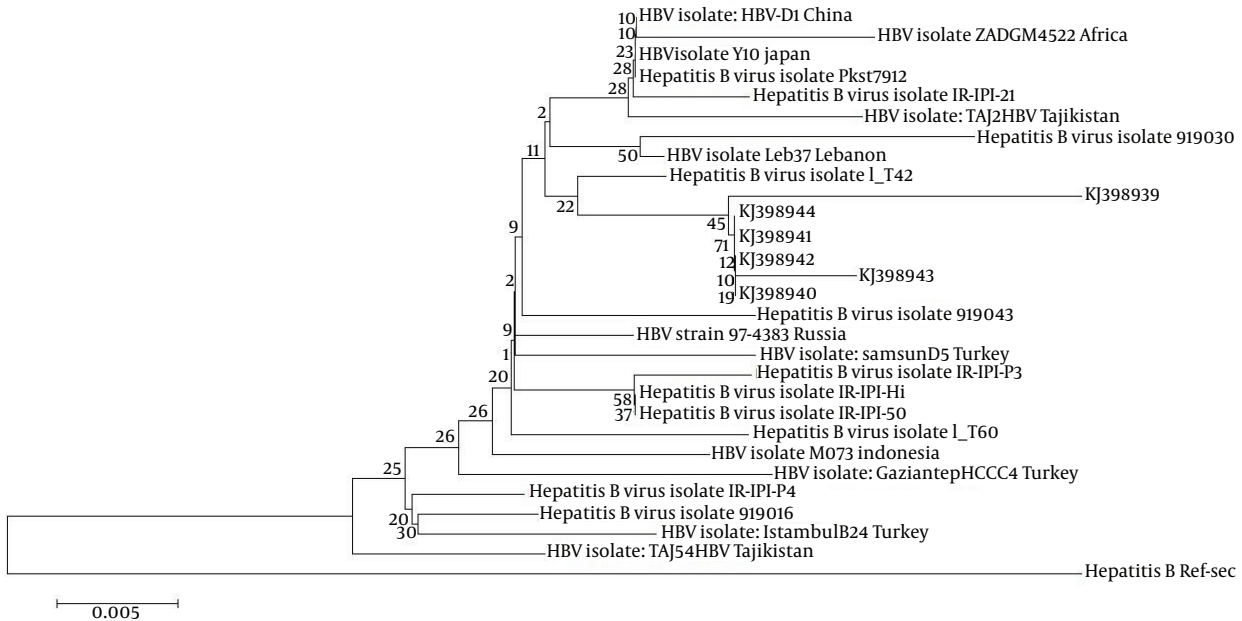 10 HBV isolate: HBV-D1 China
10 HBV isolate ZADGM4522 Africa
23 HBVisolate Y10 japan
28 Hepatitis B virus isolate Pkst7912
28 Hepatitis B virus isolate IR-IPI-21
2 HBV isolate: TAJ2HBV Tajikistan
Hepatitis B virus isolate 919030
11 50 HBV isolate Leb37 Lebanon
Hepatitis B virus isolate l_T42
KJ398939
22 KJ398944
45
KJ398941
9 71
KJ398942
12
KJ398943
2 10
KJ398940
19
Hepatitis B virus isolate 919043
9 HBV strain 97-4383 Russia
1 HBV isolate: samsunD5 Turkey
20 Hepatitis B virus isolate IR-IPI-P3
58 Hepatitis B virus isolate IR-IPI-Hi
26 37 Hepatitis B virus isolate IR-IPI-50
26 Hepatitis B virus isolate l_T60
HBV isolate M073 indonesia
25 HBV isolate: GaziantepHCCC4 Turkey
Hepatitis B virus isolate IR-IPI-P4
20 Hepatitis B virus isolate 919016
30 HBV isolate: IstambulB24 Turkey
HBV isolate: TAJ54HBV Tajikistan
Hepatitis B Ref-sec
0.005